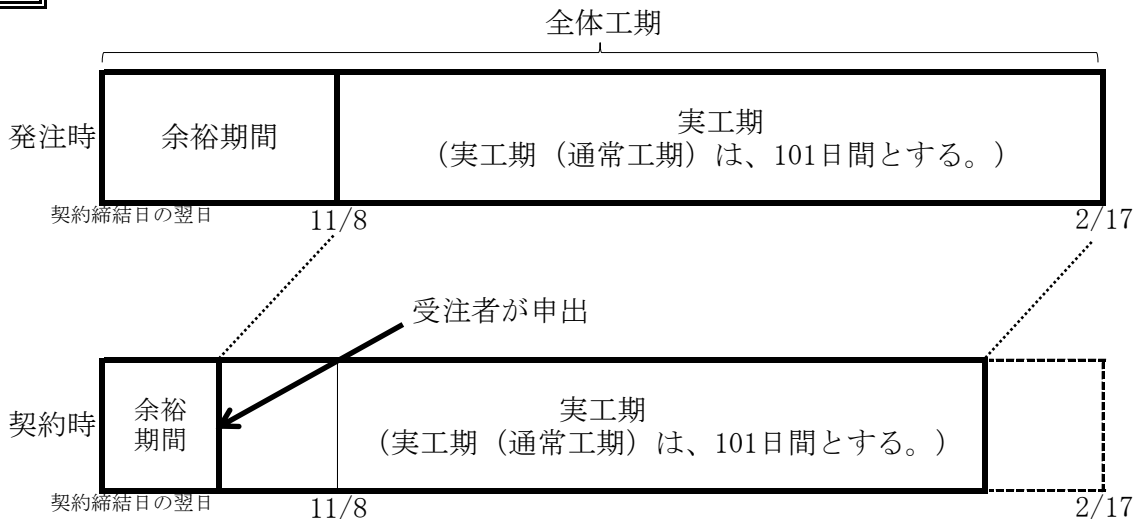 全体工期
発注時
余裕期間
実工期
（実工期（通常工期）は、101日間とする。）
契約締結日の翌日
11/8
2/17
受注者が申出
契約時
余裕
期間
実工期
（実工期（通常工期）は、101日間とする。）
契約締結日の翌日
11/8
2/17